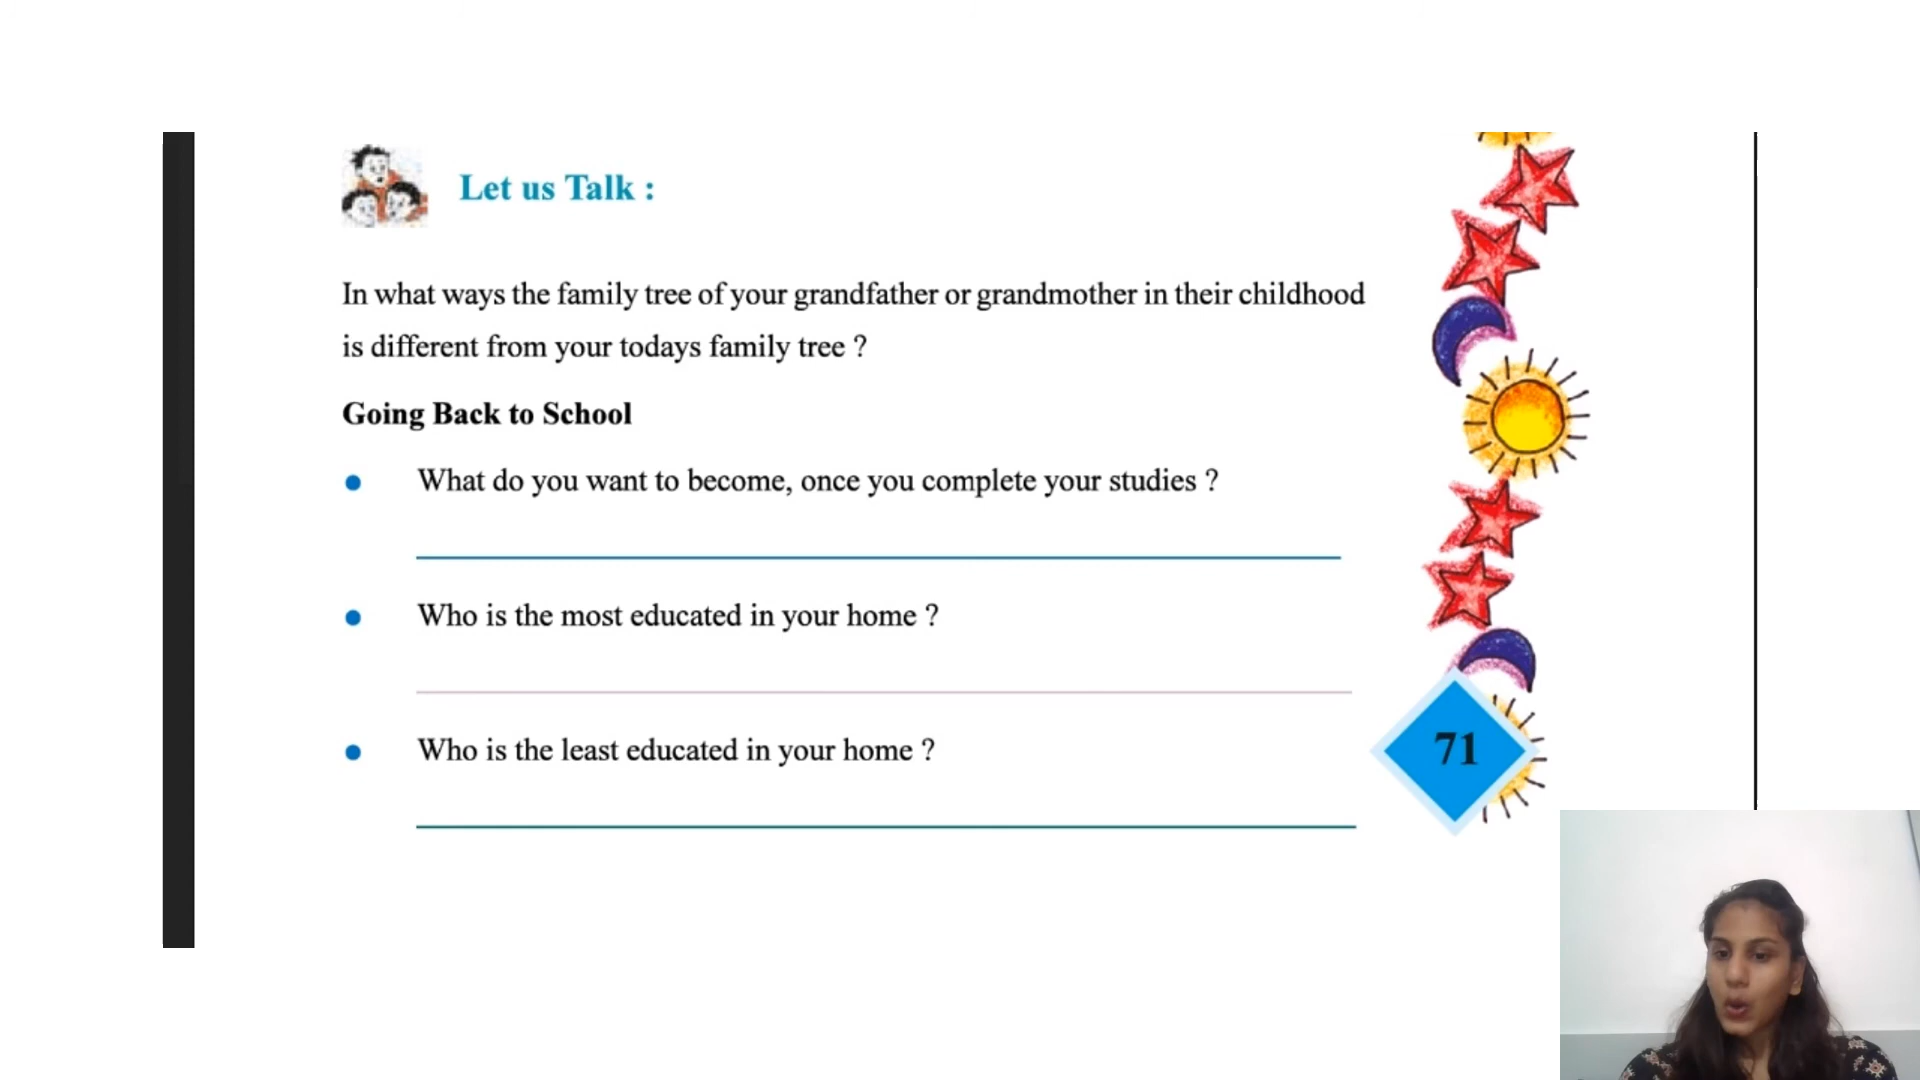 Let us Talk :
In what ways the family tree of your grandfather or grandmother in their childhood
is different from your todays family tree ?
Going Back to School
What do you want to become, once you complete your studies ?
Who is the most educated in your home ?
Who is the least educated in your home ?
71